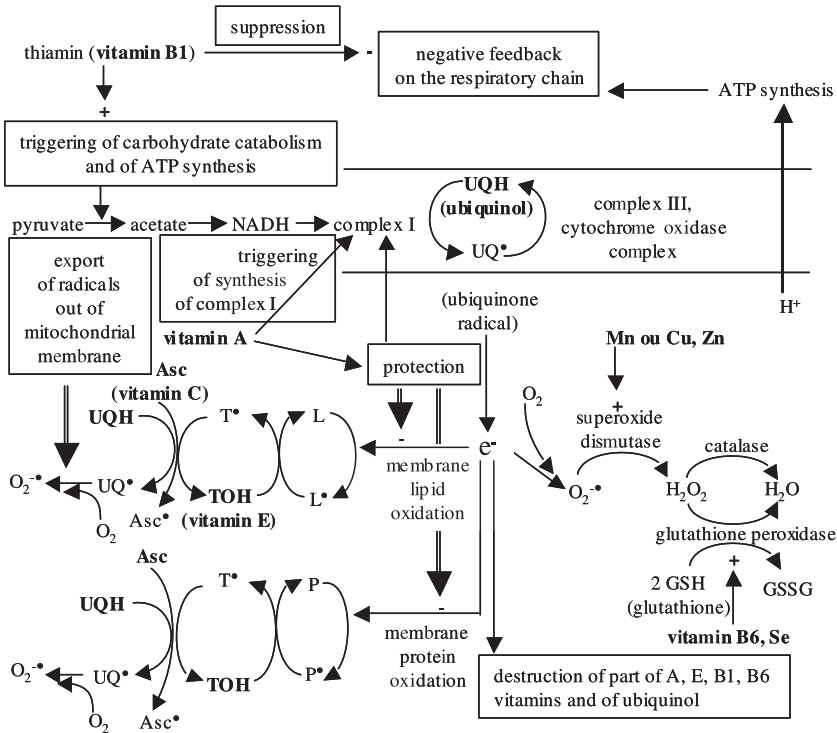 suppression
thiamin (vitamin B1)
-
negative feedback
on the respiratory chain
ATP synthesis
+
triggering of carbohydrate catabolism
and of ATP synthesis
UQH
(ubiquinol)
UQ•
complex III,
cytochrome oxidase
complex
pyruvate
acetate
NADH
complex I
export
of radicals
out of
mitochondrial
membrane
triggering
of synthesis
of complex I
vitamin A
(ubiquinone
radical)
H+
Mn ou Cu, Zn
protection
Asc
(vitamin C)
UQH
T•
L
-
e-
O2
+
superoxide
dismutase
catalase
membrane
lipid
oxidation
O2-•
UQ•
TOH
L•
O2-•
H2O2
H2O
Asc•
(vitamin E)
O2
glutathione peroxidase
+
2 GSH
(glutathione)
GSSG
vitamin B6, Se
Asc
T•
P
UQH
-
membrane
protein
oxidation
O2-•
UQ•
TOH
P•
O2
Asc•
destruction of part of A, E, B1, B6
vitamins and of ubiquinol